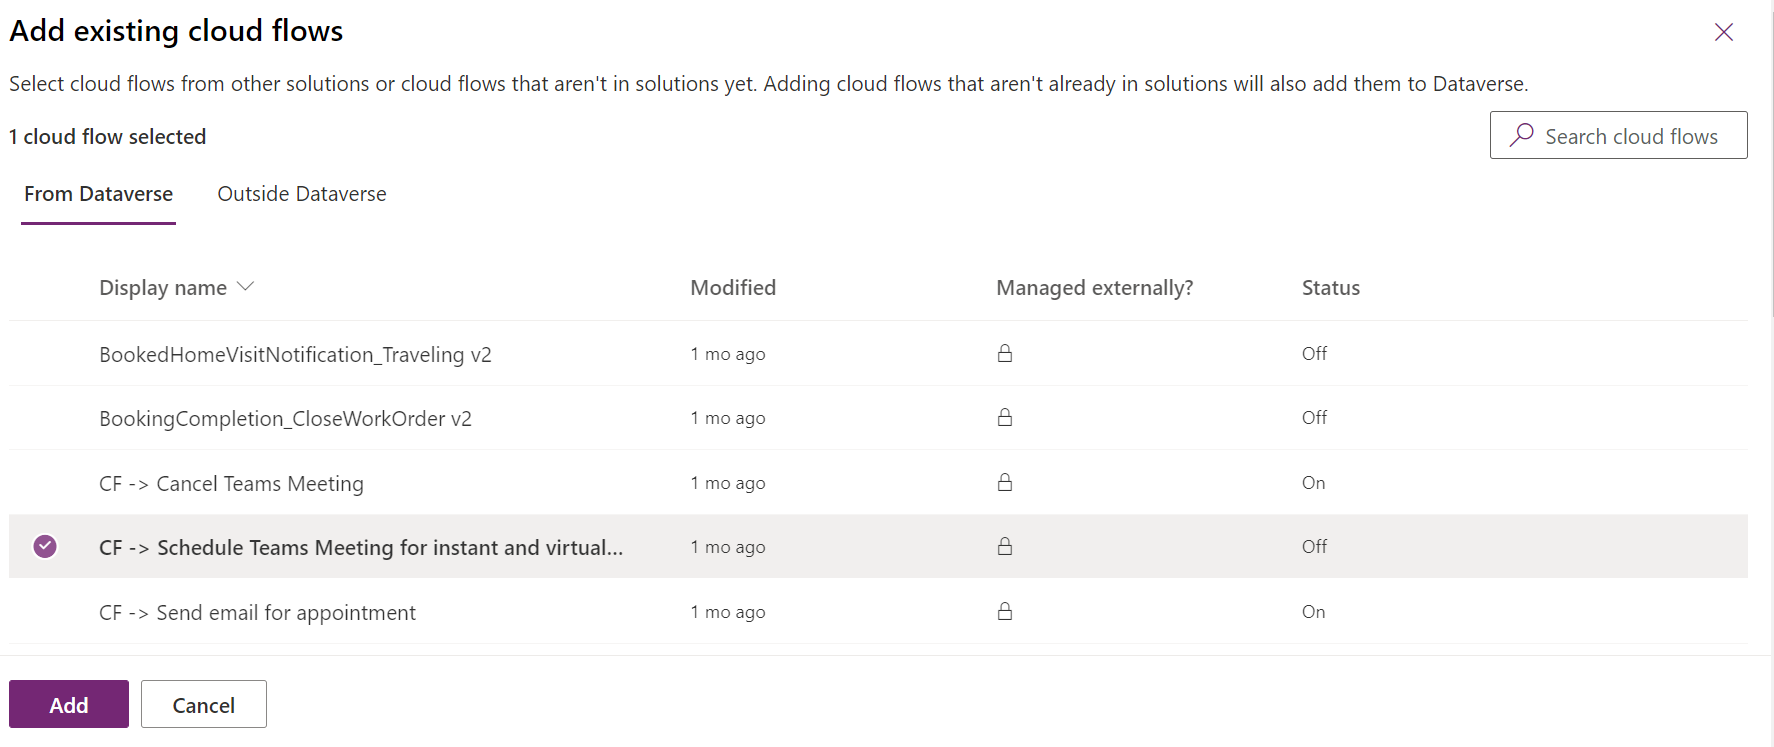 Add existing cloud flows
Select cloud flows from other solutions or cloud flows that aren't in solutions yet. Adding cloud flows that aren't already in solutions will also add them to Dataverse.
1 cloud flow selected
Search cloud flows
From Dataverse Outside Dataverse
Display name Modified Managed externally? Status
BookedHomeVisitNotification_Traveling v2 1 mo ago Off
BookingCompletion_CloseWorkOrder v2 1 mo ago Off
CF -> Cancel Teams Meeting 1 mo ago On
CF -> Schedule Teams Meeting for instant and virtual... 1 mo ago Off
CF -> Send email for appointment 1 mo ago On
Add Cancel